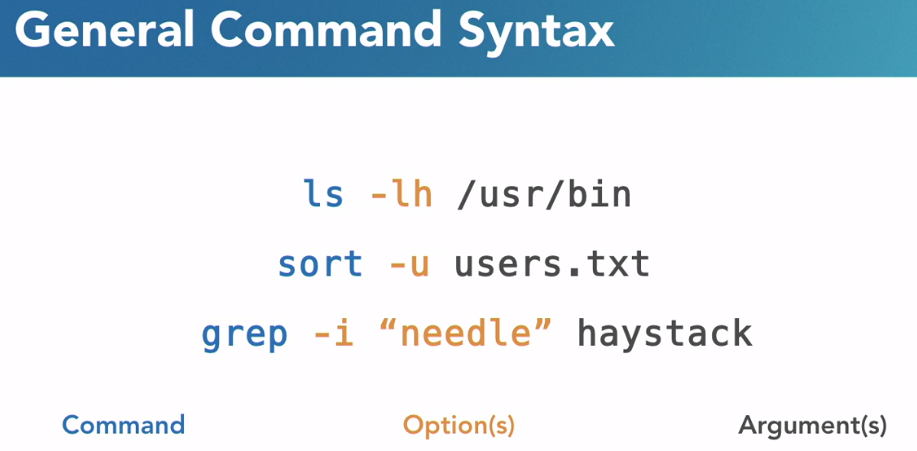 General Command Syntax
ls -lh /usr/bin
sort -u users.txt
grep -i “needle” haystack
Command Option(s) Argument(s)